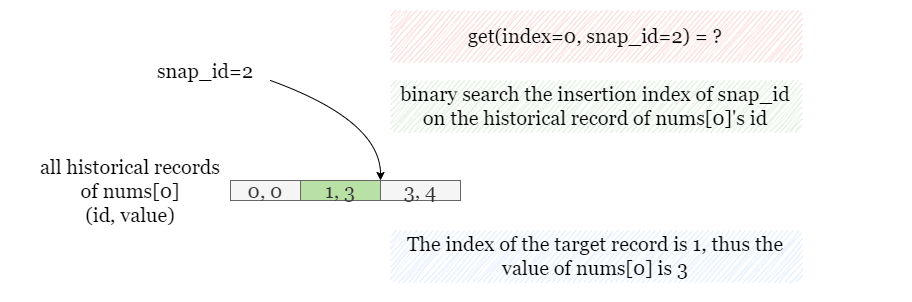 get(index=0, snap_id=2) = ?
snap_id=2
binary search the insertion index of snap_id
on the historical record of nums[0]'s id
all historical records
of nums[0]
(id, value)
0, 0 1, 3 3, 4
The index of the target record is 1, thus the
value of nums[0] is 3